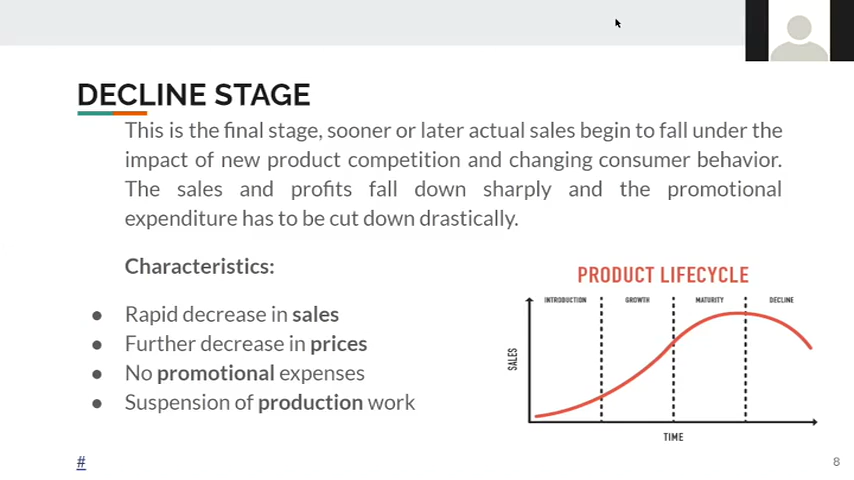 DECLINE STAGE
This is the final stage, sooner or later actual sales begin to fall under the
impact of new product competition and changing consumer behavior.
The sales and profits fall down sharply and the promotional
expenditure has to be cut down drastically.
Characteristics:
● Rapid decrease in sales
● Further decrease in prices
● No promotional expenses
● Suspension of production work
PRODUCT LIFECYCLE
INTRODUCTION GROWTH MATURITY DECLINE
SALES
TIME
#
8